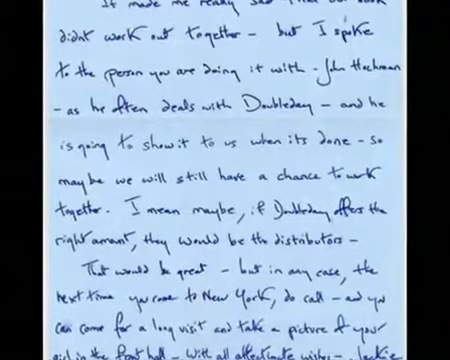 It made me really sad that our book
didnt work out together – but I spoke
to the person you are doing it with – John Hochman
– as he often deals with Doubleday – and he
is going to show it to us when its done – so
maybe we will still have a chance to work
together. I mean maybe, if Doubleday offers the
right amant, they would be the distributors –
That would be great – but in any case, the
next time you come to New York, do call – and you
can come for a long visit and take a picture of your
girl in the front hall – With all affectionate wishes – Jackie